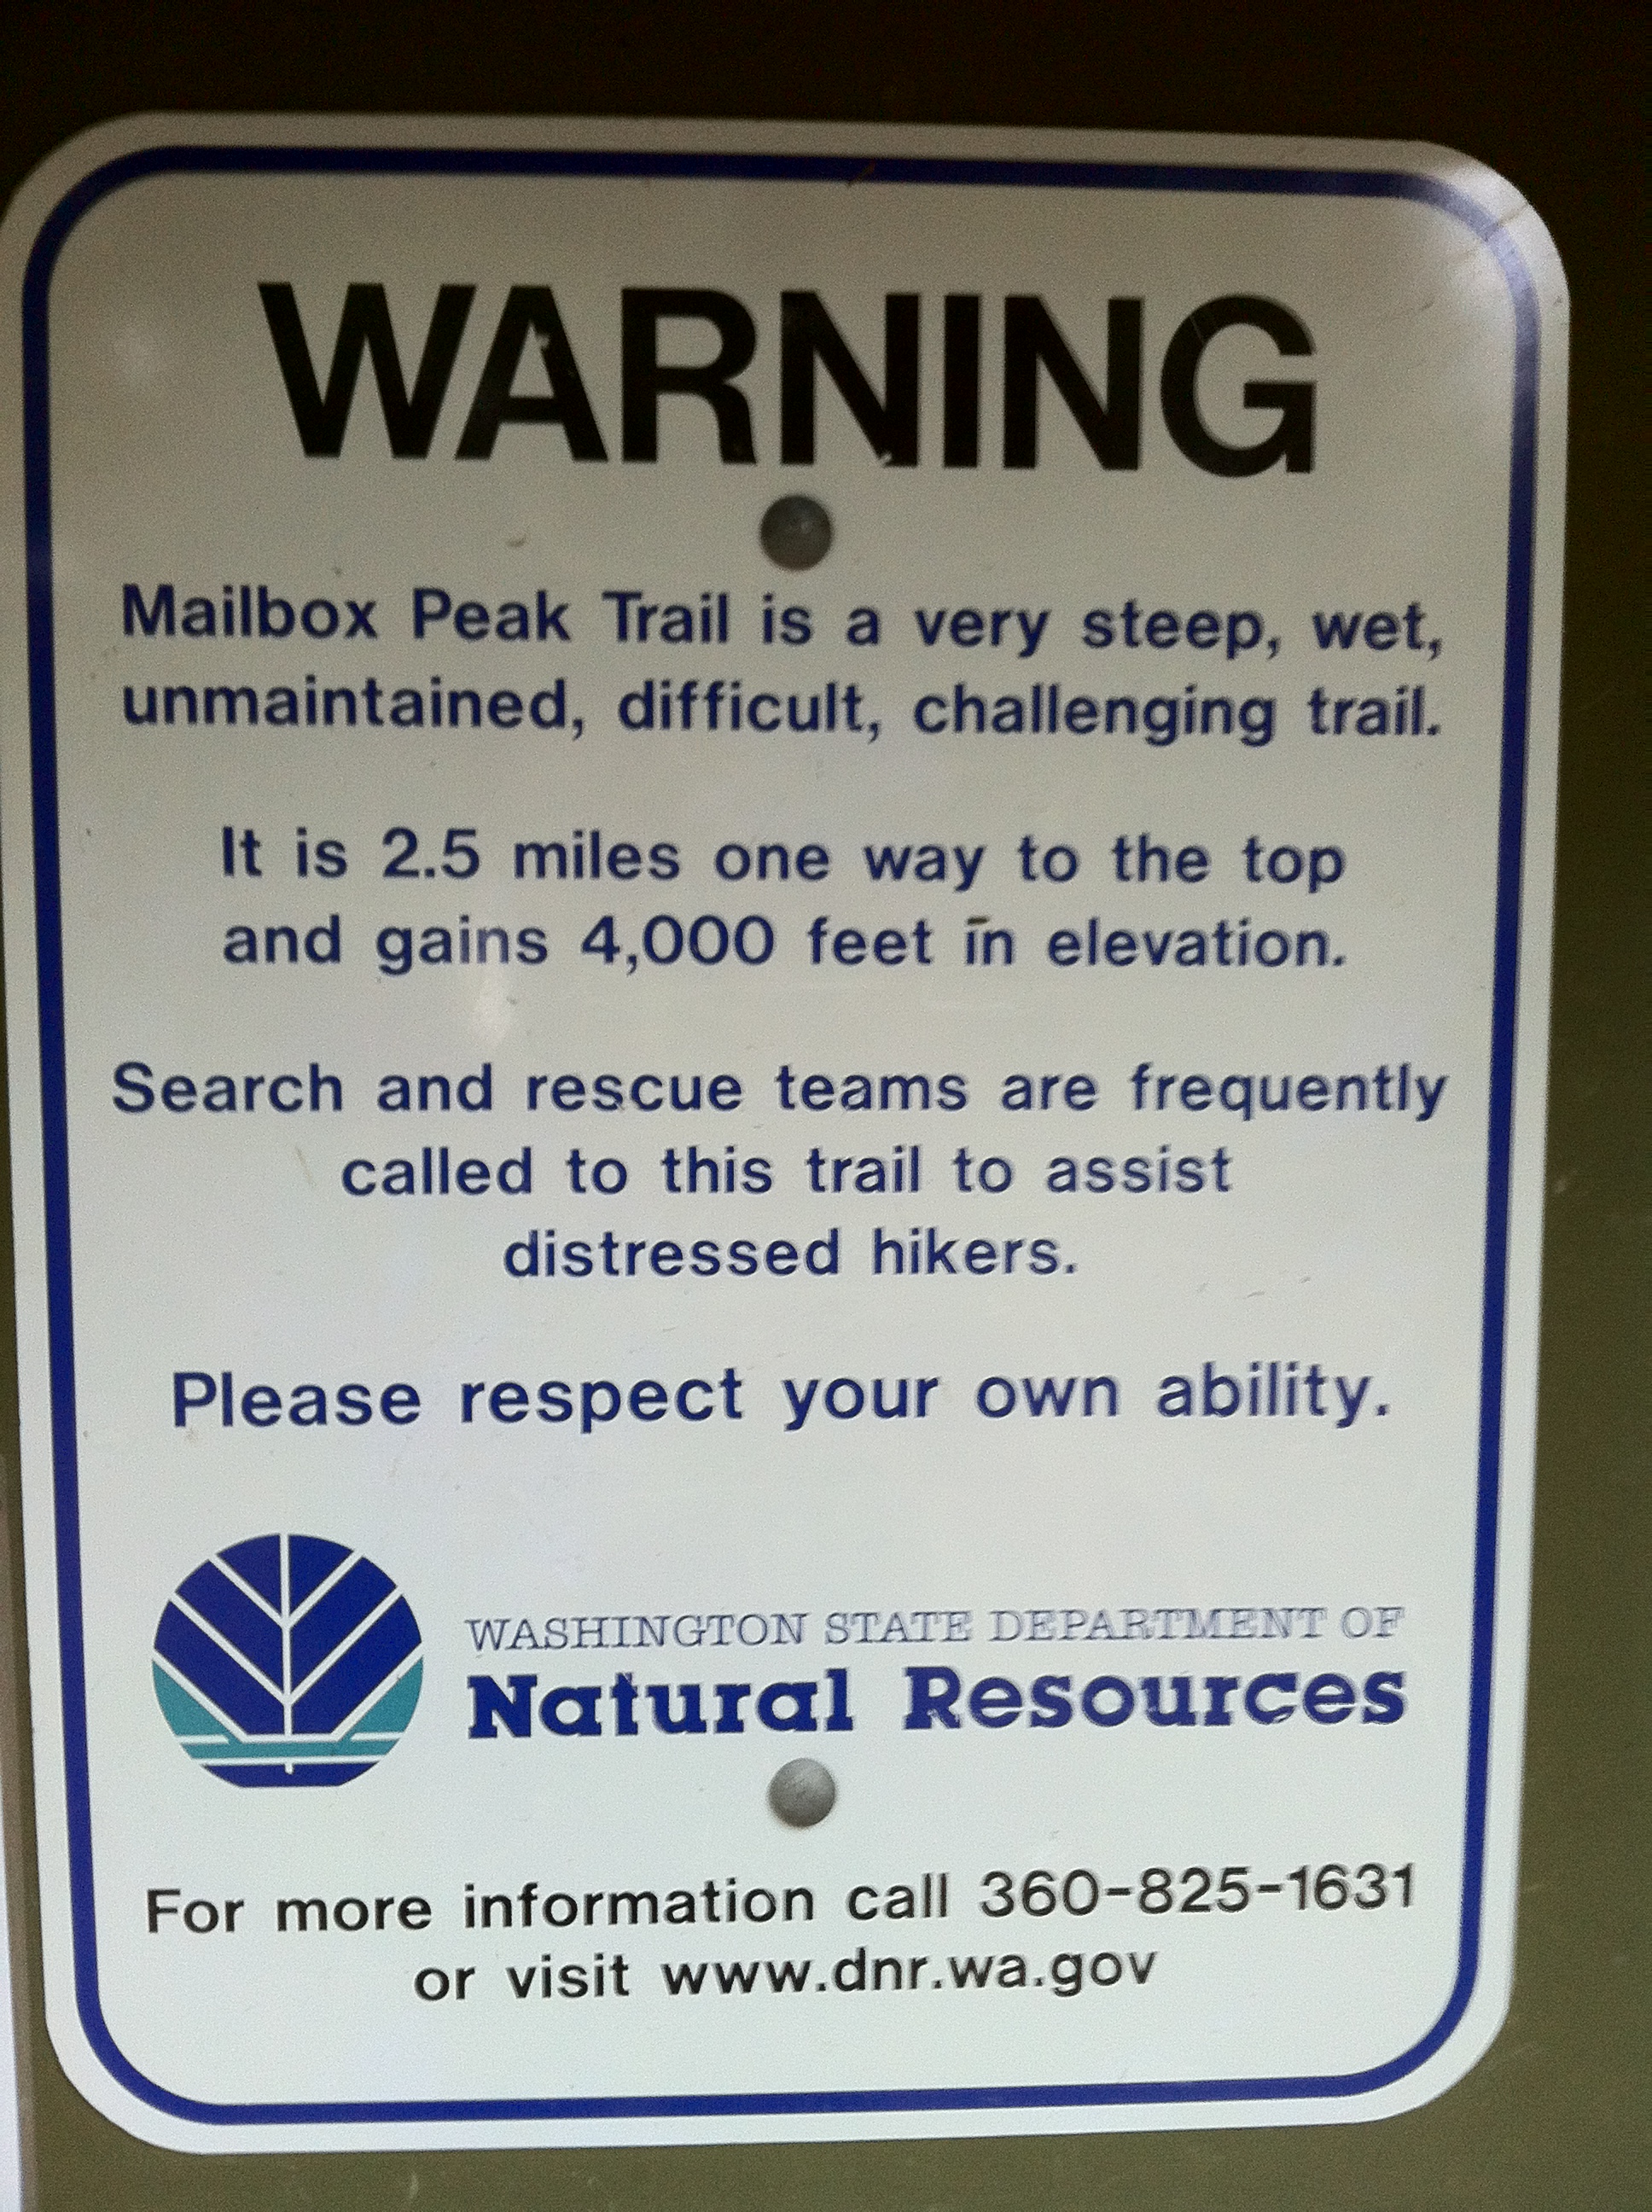 WARNING
Mailbox Peak Trail is a very steep, wet,
unmaintained, difficult, challenging trail.
It is 2.5 miles one way to the top
and gains 4,000 feet in elevation.
Search and rescue teams are frequently
called to this trail to assist
distressed hikers.
Please respect your own ability.
WASHINGTON STATE DEPARTMENT OF
Natural Resources
For more information call 360-825-1631
or visit www.dnr.wa.gov